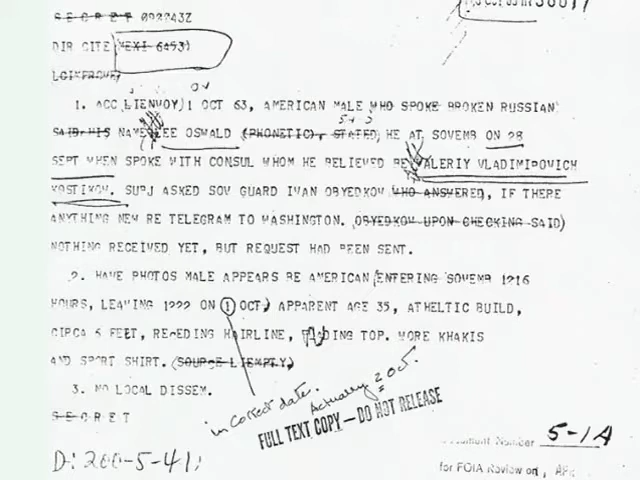 S E C R E T 092243Z
DIR CITE MEXI 6453
LCIMPROVE
1. ACC LIENVOY 1 OCT 63, AMERICAN MALE WHO SPOKE BROKEN RUSSIAN
SAID HIS NAME LEE OSWALD (PHONETIC), STATED HE AT SOVEMB ON 28
SEPT WHEN SPOKE WITH CONSUL WHOM HE BELIEVED BE VALERIY VLADIMIROVICH
KOSTIKOV. SUBJ ASKED SOV GUARD IVAN OBYEDKOV WHO ANSWERED, IF THERE
ANYTHING NEW RE TELEGRAM TO WASHINGTON. OBYEDKOV UPON CHECKING SAID
NOTHING RECEIVED YET, BUT REQUEST HAD BEEN SENT.
2. HAVE PHOTOS MALE APPEARS BE AMERICAN ENTERING SOVEMB 1216
HOURS, LEAVING 1222 ON 1 OCT. APPARENT AGE 35, ATHELTIC BUILD,
CIRCA 6 FEET, RECEDING HAIRLINE, BALDING TOP. WORE KHAKIS
AND SPORT SHIRT. (SOURCE LIEMPTY)
3. NO LOCAL DISSEM.
S E C R E T
incorrect date.
Actually 2 Oct.
FULL TEXT COPY – DO NOT RELEASE
Document Number 5-1A
for FOIA Review on
D: 200-5-41